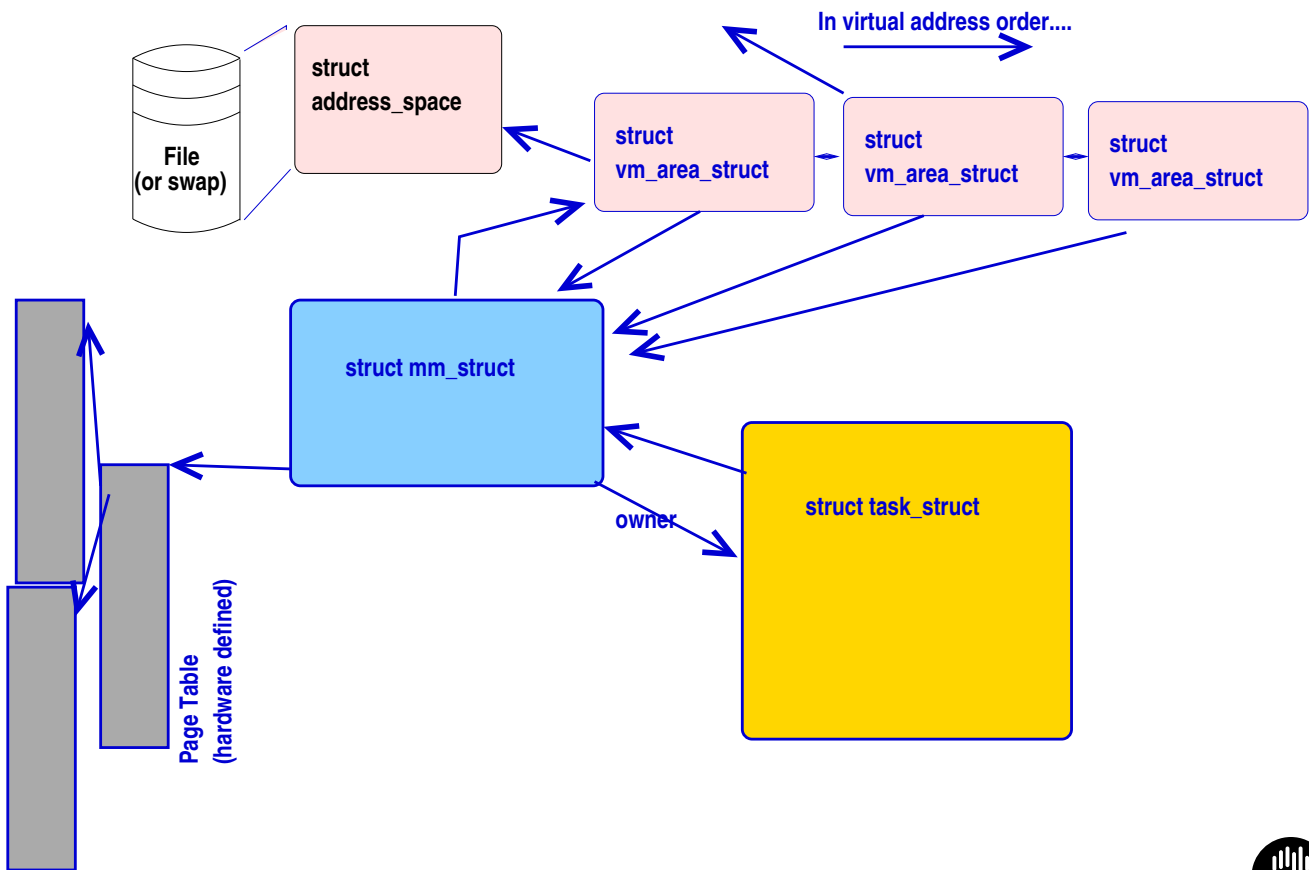 In virtual address order....
struct
address_space
struct
vm_area_struct
struct
vm_area_struct
struct
vm_area_struct
File
(or swap)
struct mm_struct
struct task_struct
owner
Page Table
(hardware defined)